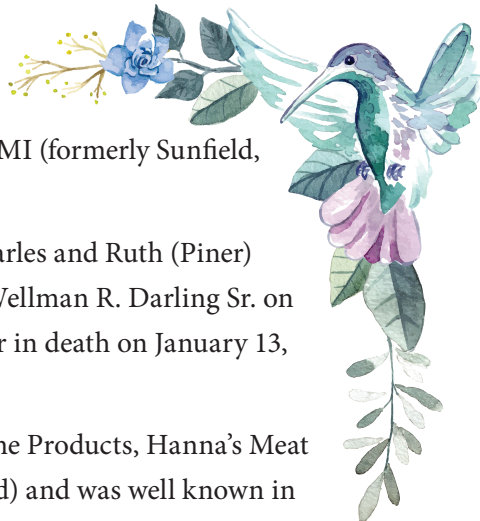 MI (formerly Sunfield,
arles and Ruth (Piner)
Wellman R. Darling Sr. on
r in death on January 13,
ne Products, Hanna’s Meat
d) and was well known in